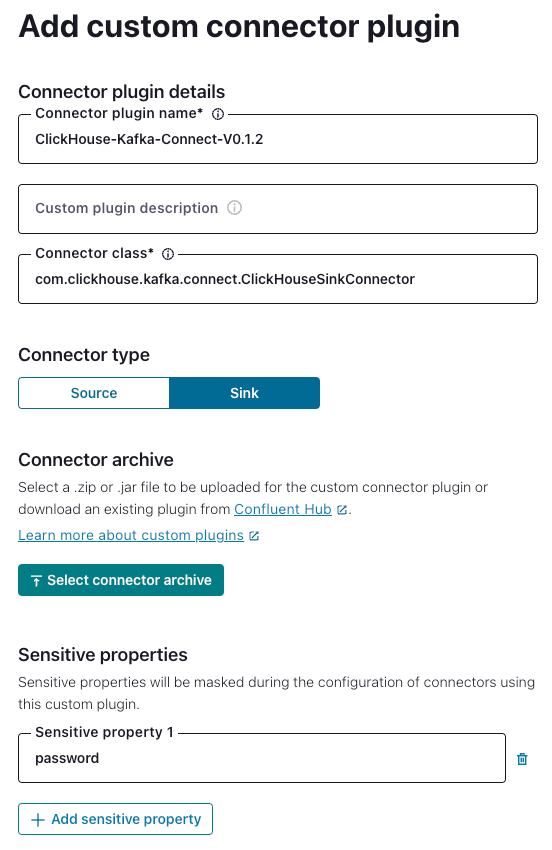 Add custom connector plugin
Connector plugin details
Connector plugin name*
ClickHouse-Kafka-Connect-V0.1.2
Custom plugin description
Connector class*
com.clickhouse.kafka.connect.ClickHouseSinkConnector
Connector type
Source
Sink
Connector archive
Select a .zip or .jar file to be uploaded for the custom connector plugin or
download an existing plugin from Confluent Hub.
Learn more about custom plugins
Select connector archive
Sensitive properties
Sensitive properties will be masked during the configuration of connectors using
this custom plugin.
Sensitive property 1
password
Add sensitive property